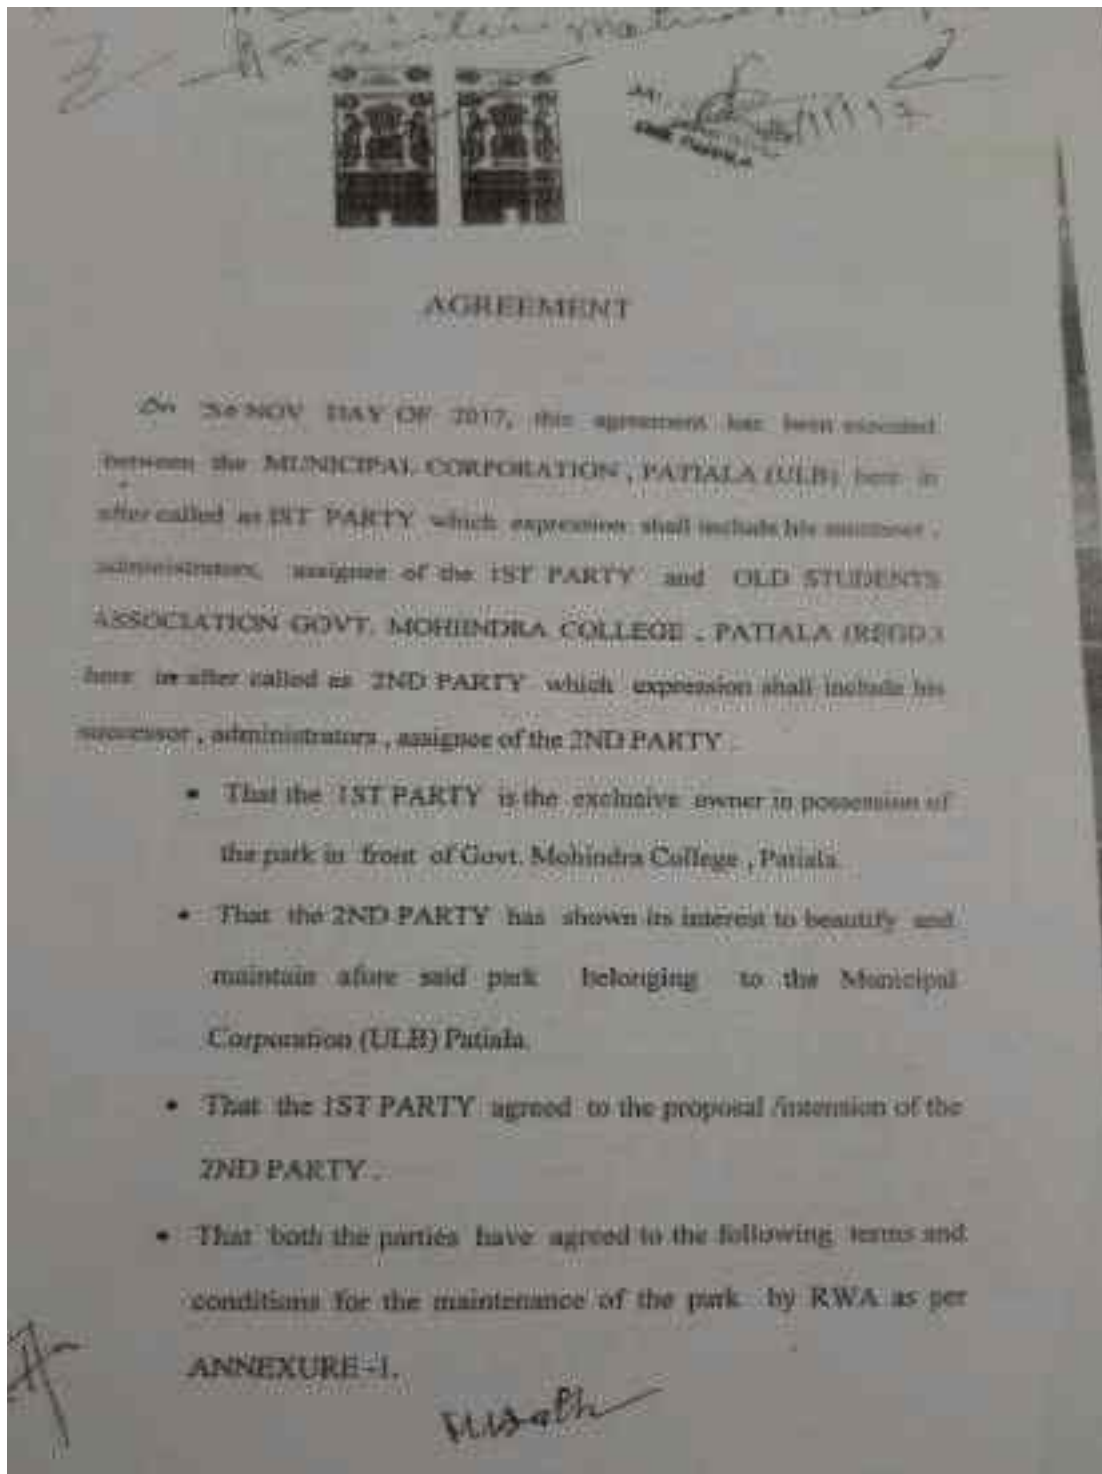 AGREEMENT
On NOV DAY OF 2017, this agreement has been executed
between the MUNICIPAL CORPORATION , PATIALA (ULB) here in
after called as IST PARTY which expression shall include his successor ,
administrators, assignee of the 1ST PARTY and OLD STUDENTS
ASSOCIATION GOVT. MOHINDRA COLLEGE , PATIALA (REGD.)
here in after called as 2ND PARTY which expression shall include his
successor , administrators , assignee of the 2ND PARTY .
• That the 1ST PARTY is the exclusive owner in possession of
the park in front of Govt. Mohindra College , Patiala.
• That the 2ND PARTY has shown its interest to beautify and
maintain afore said park belonging to the Municipal
Corporation (ULB) Patiala.
• That the 1ST PARTY agreed to the proposal /intension of the
2ND PARTY .
• That both the parties have agreed to the following terms and
conditions for the maintenance of the park by RWA as per
ANNEXURE -1.